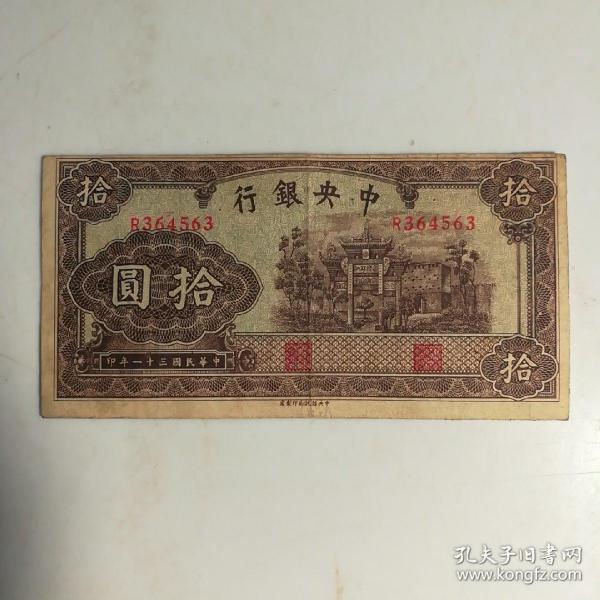 拾 拾
中央銀行
R364563 R364563
拾圓
中華民國三十一年印
拾
孔夫子旧书网
www.kongfz.com